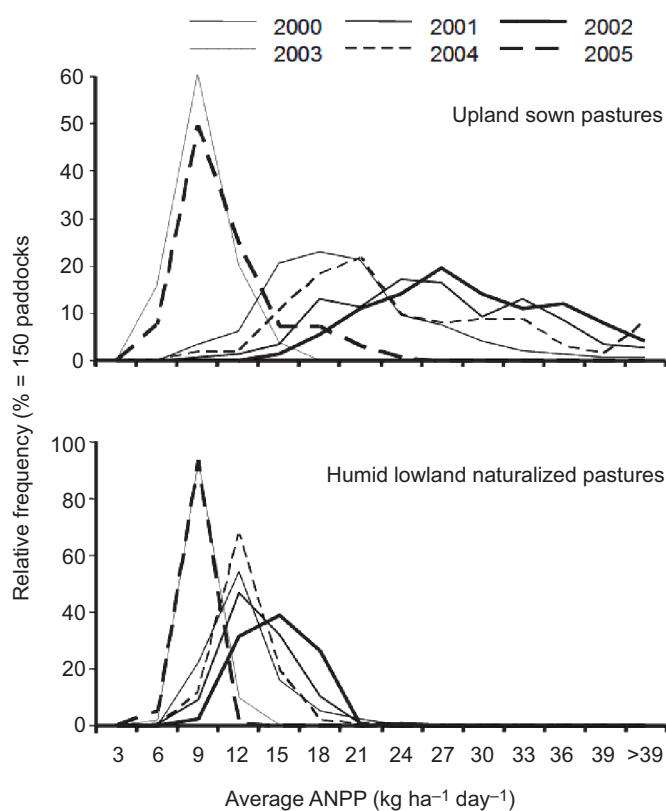 2000 2001 2002
2003 2004 2005
Upland sown pastures
60
50
40
30
20
10
0
Relative frequency (% = 150 paddocks)
Humid lowland naturalized pastures
100
80
60
40
20
0
3 6 9 12 15 18 21 24 27 30 33 36 39 >39
Average ANPP (kg ha⁻¹ day⁻¹)